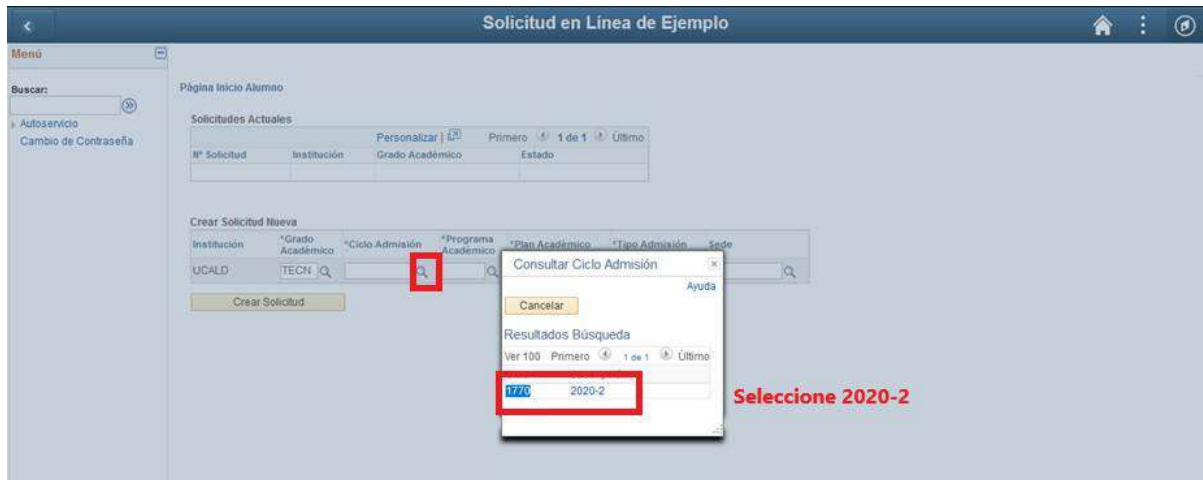 Solicitud en Línea de Ejemplo
Menú
Buscar:
Autoservicio
Cambio de Contraseña
Página Inicio Alumno
Solicitudes Actuales
Personalizar | Primero 1 de 1 Último
Nº Solicitud Institución Grado Académico Estado
Crear Solicitud Nueva
Institución *Grado Académico *Ciclo Admisión *Programa Académico *Plan Académico *Tipo Admisión Sede
UCALD TECN
Crear Solicitud
Consultar Ciclo Admisión
Ayuda
Cancelar
Resultados Búsqueda
Ver 100 Primero 1 de 1 Último
1770 2020-2
Seleccione 2020-2